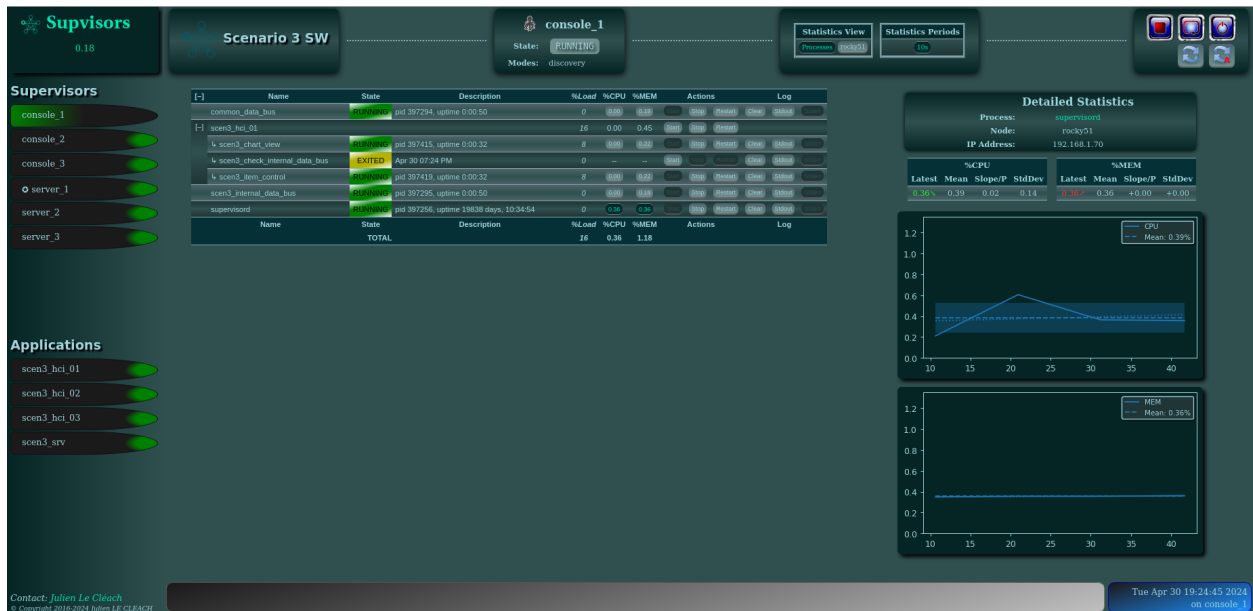 Supvisors
0.18
Scenario 3 SW
console_1
State: RUNNING
Modes: discovery
Statistics View
Processes rocky51
Statistics Periods
10s
Supervisors
console_1
console_2
console_3
✪ server_1
server_2
server_3
Applications
scen3_hci_01
scen3_hci_02
scen3_hci_03
scen3_srv
[–] Name State Description %Load %CPU %MEM Actions Log
common_data_bus RUNNING pid 397294, uptime 0:00:50 0 0.00 0.19 Stop Restart Clear Stdout
[–] scen3_hci_01 16 0.00 0.45 Start Stop Restart
↳ scen3_chart_view RUNNING pid 397415, uptime 0:00:32 8 0.00 0.22 Stop Restart Clear Stdout
↳ scen3_check_internal_data_bus EXITED Apr 30 07:24 PM 0 -- -- Start Clear Stdout
↳ scen3_item_control RUNNING pid 397419, uptime 0:00:32 8 0.00 0.22 Stop Restart Clear Stdout
scen3_internal_data_bus RUNNING pid 397295, uptime 0:00:50 0 0.00 0.18 Stop Restart Clear Stdout
supervisord RUNNING pid 397256, uptime 19838 days, 10:34:54 0 0.36 0.36 Stop Restart Clear Stdout
Name State Description %Load %CPU %MEM Actions Log
TOTAL 16 0.36 1.18
Detailed Statistics
Process: supervisord
Node: rocky51
IP Address: 192.168.1.70
%CPU
Latest Mean Slope/P StdDev
0.36 0.39 0.02 0.14
%MEM
Latest Mean Slope/P StdDev
0.36 +0.00 +0.00
CPU
Mean: 0.39%
1.2
1.0
0.8
0.6
0.4
0.2
0.0
10 15 20 25 30 35 40
MEM
Mean: 0.36%
1.2
1.0
0.8
0.6
0.4
0.2
0.0
10 15 20 25 30 35 40
Contact: Julien Le Cléach
© Copyright 2016-2024 Julien LE CLEACH
Tue Apr 30 19:24:45 2024
on console_1